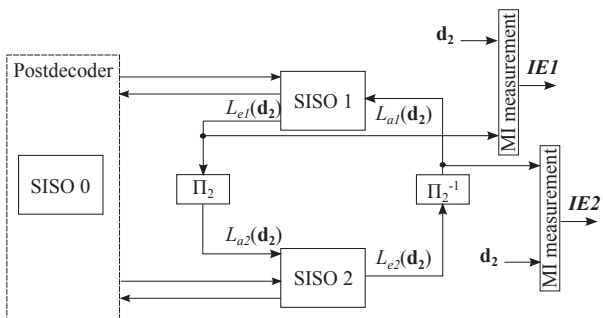 d₂
IE1
MI measurement
Postdecoder
SISO 1
Lₑ₁(d₂)
Lₐ₁(d₂)
SISO 0
Π₂
Π₂⁻¹
MI measurement
IE2
Lₐ₂(d₂)
Lₑ₂(d₂)
d₂
SISO 2